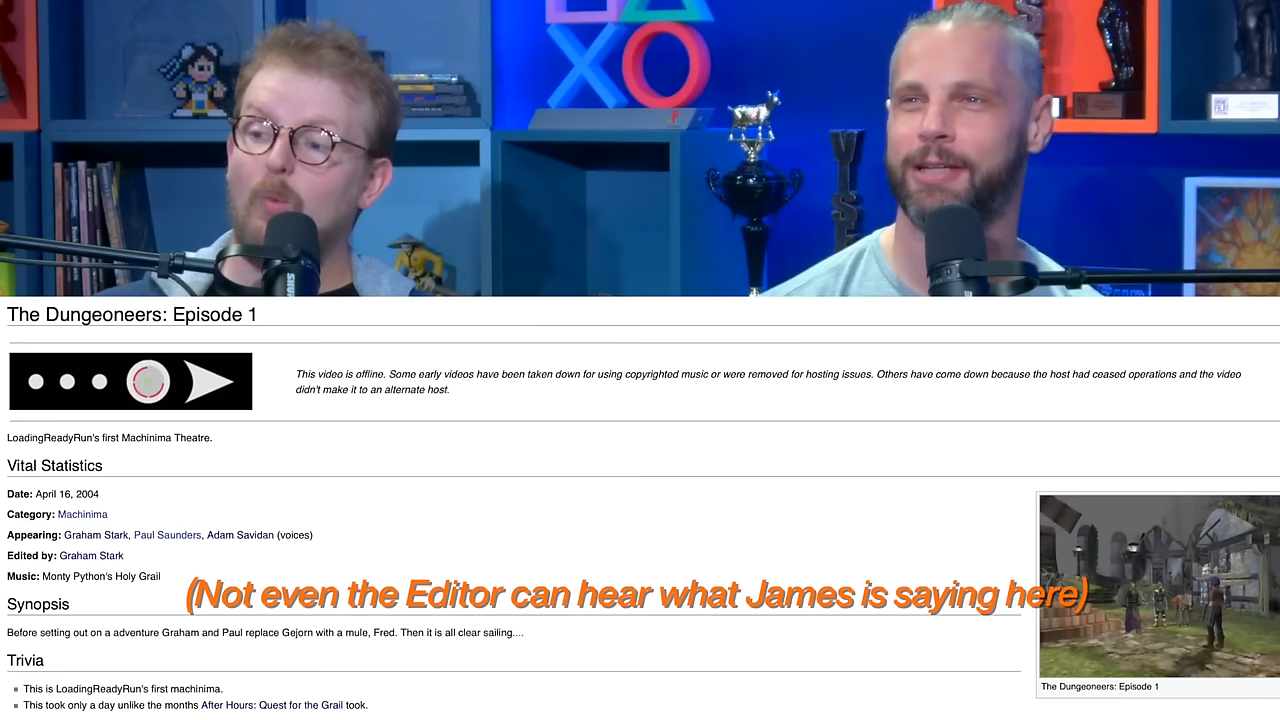 The Dungeoneers: Episode 1
This video is offline. Some early videos have been taken down for using copyrighted music or were removed for hosting issues. Others have come down because the host had ceased operations and the video
didn't make it to an alternate host.
LoadingReadyRun's first Machinima Theatre.
Vital Statistics
Date: April 16, 2004
Category: Machinima
Appearing: Graham Stark, Paul Saunders, Adam Savidan (voices)
Edited by: Graham Stark
Music: Monty Python's Holy Grail
(Not even the Editor can hear what James is saying here)
Synopsis
Before setting out on a adventure Graham and Paul replace Gejorn with a mule, Fred. Then it is all clear sailing....
Trivia
This is LoadingReadyRun's first machinima.
This took only a day unlike the months After Hours: Quest for the Grail took.
The Dungeoneers: Episode 1